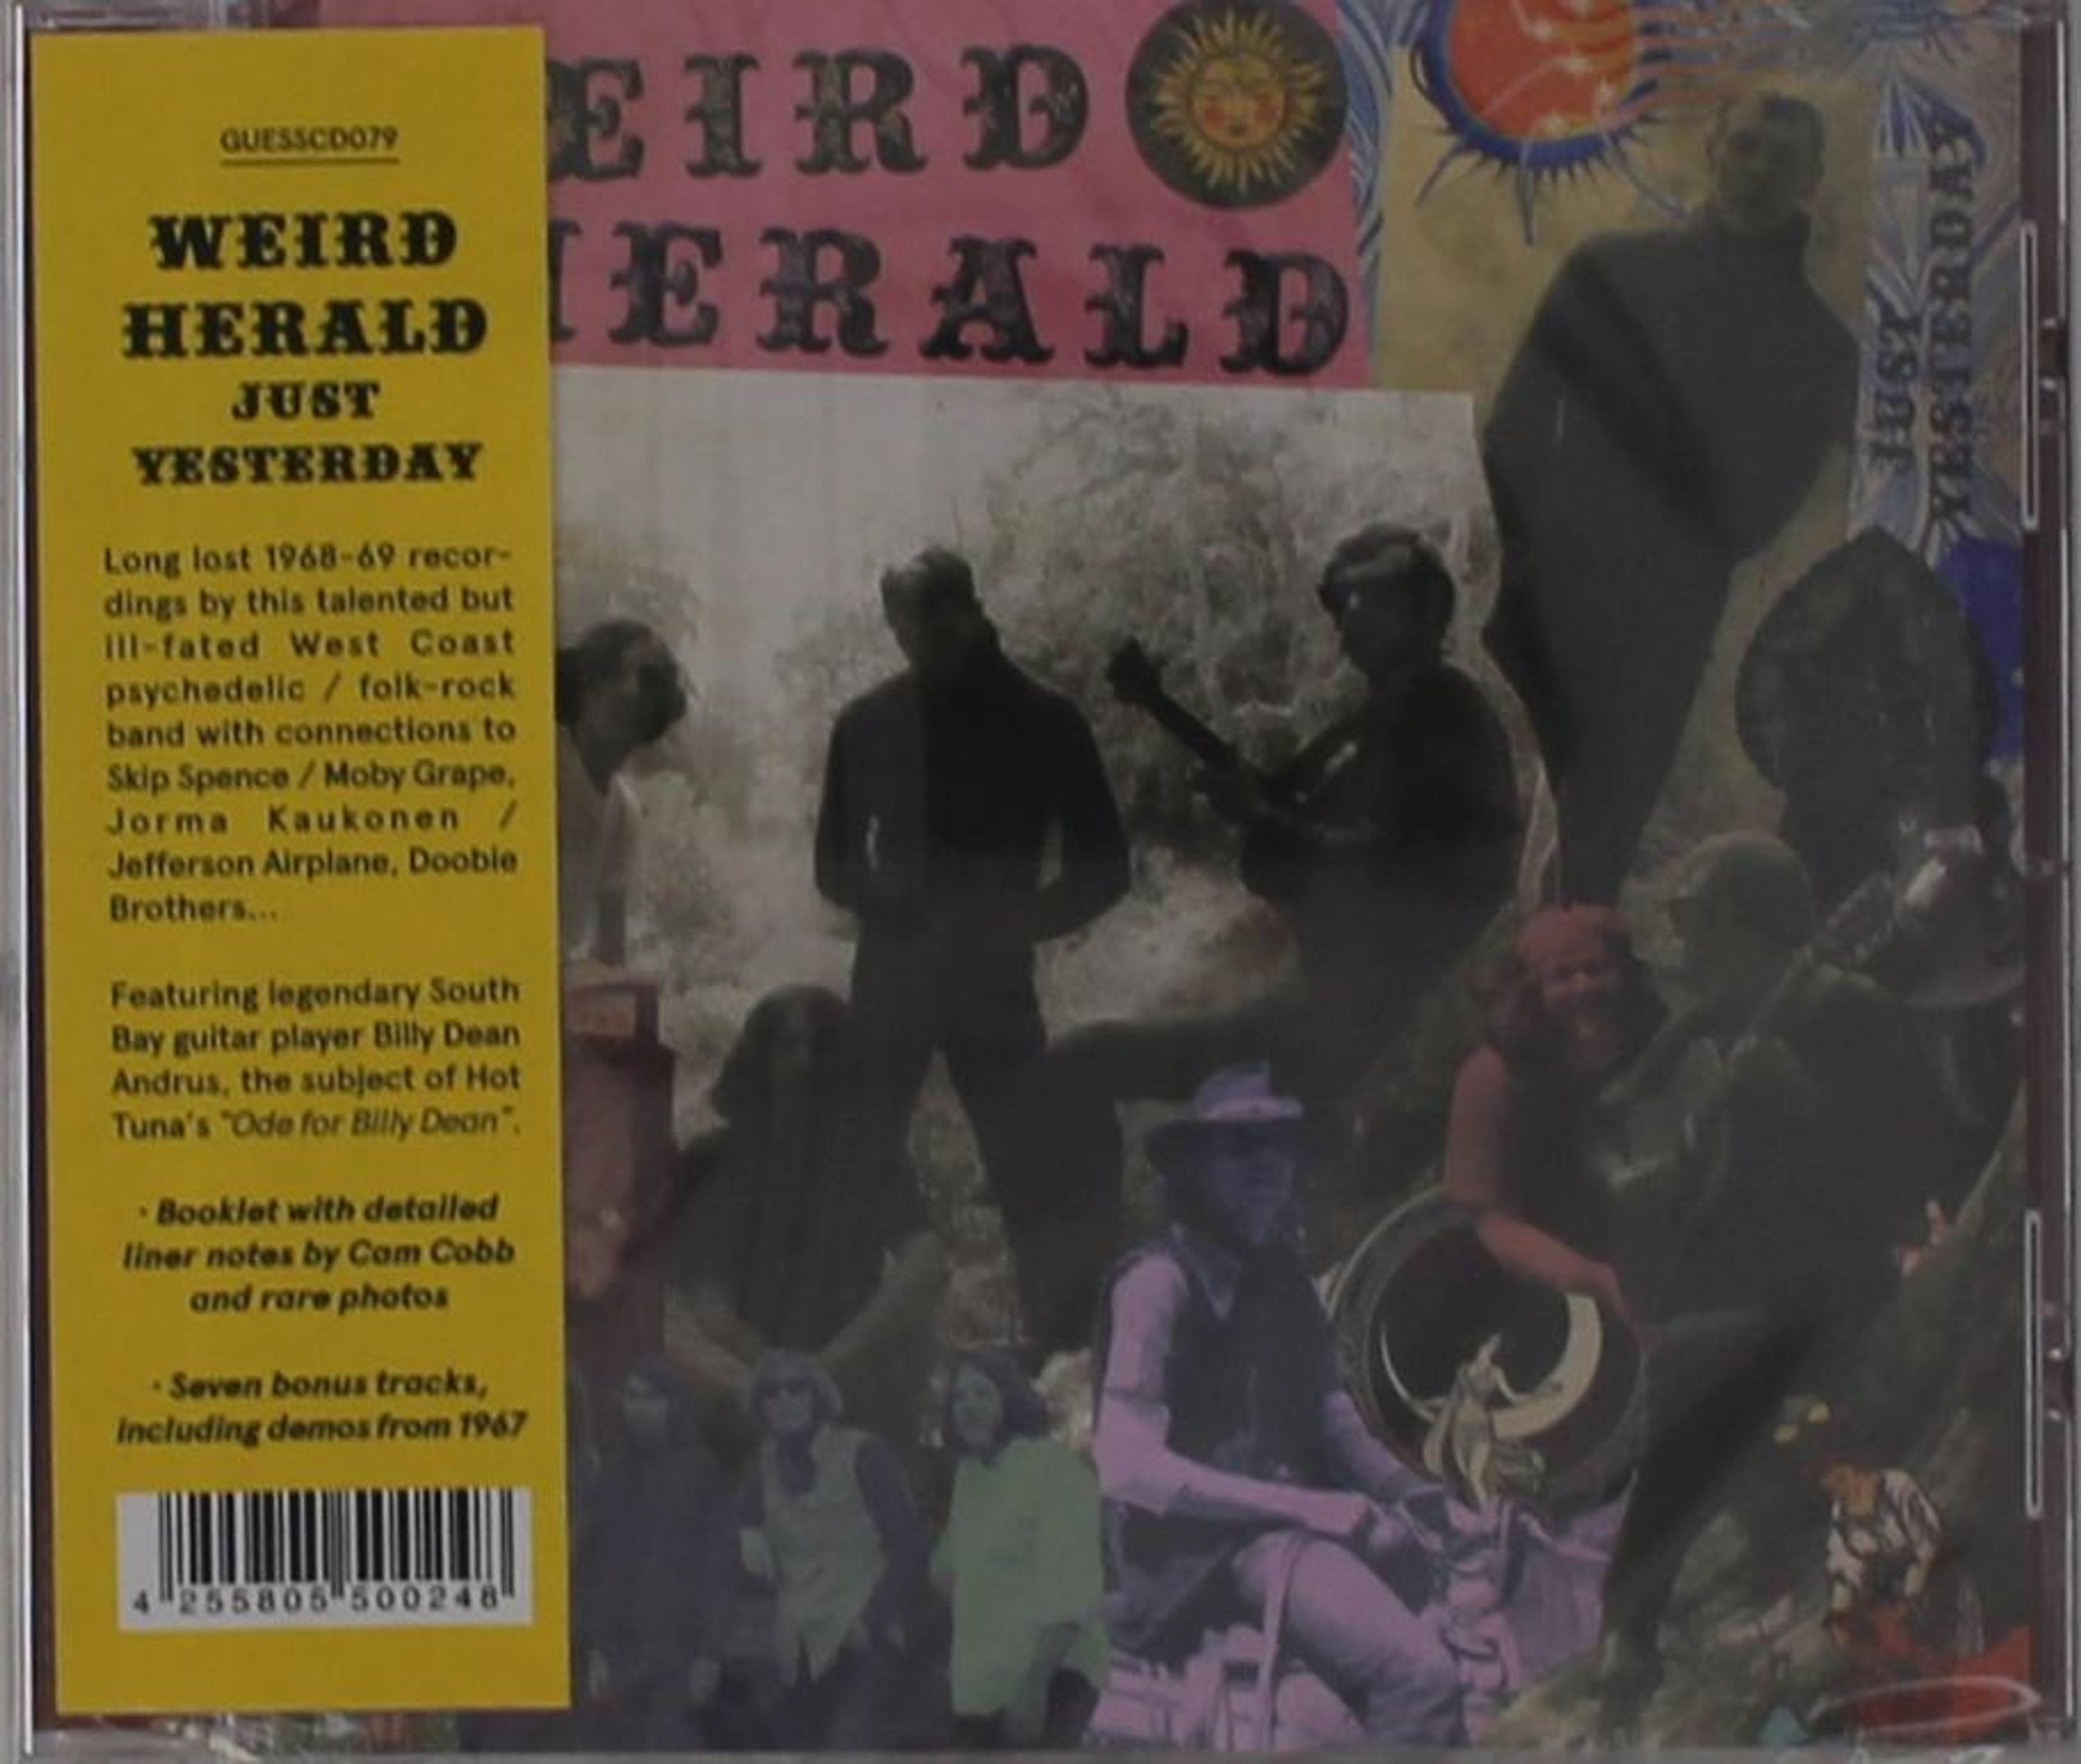 GUESSCD079
WEIRD
HERALD
JUST
YESTERDAY
Long lost 1968-69 recor-
dings by this talented but
ill-fated West Coast
psychedelic / folk-rock
band with connections to
Skip Spence / Moby Grape,
Jorma Kaukonen /
Jefferson Airplane, Doobie
Brothers...
Featuring legendary South
Bay guitar player Billy Dean
Andrus, the subject of Hot
Tuna's "Ode for Billy Dean".
· Booklet with detailed
liner notes by Cam Cobb
and rare photos
· Seven bonus tracks,
including demos from 1967
4 255805 500248
EIRD
HERALD
JUST
YESTERDAY